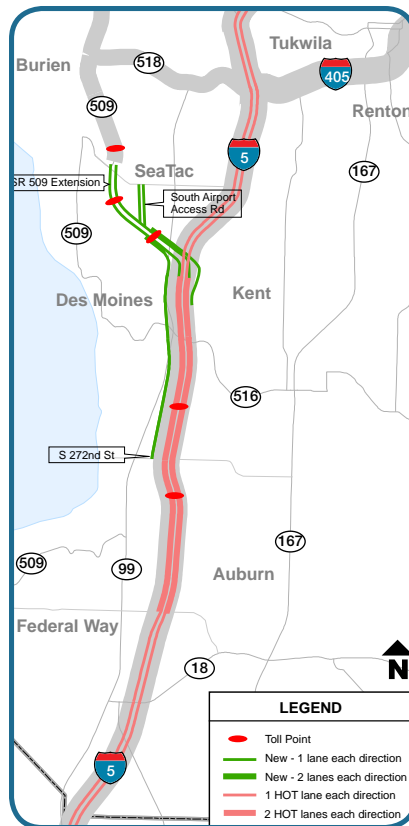 Tukwila
Burien
518
405
509
Renton
5
167
SeaTac
SR 509 Extension
South Airport
Access Rd
509
Des Moines
Kent
516
S 272nd St
167
509
99
Auburn
Federal Way
18
N
5
LEGEND
Toll Point
New - 1 lane each direction
New - 2 lanes each direction
1 HOT lane each direction
2 HOT lanes each direction